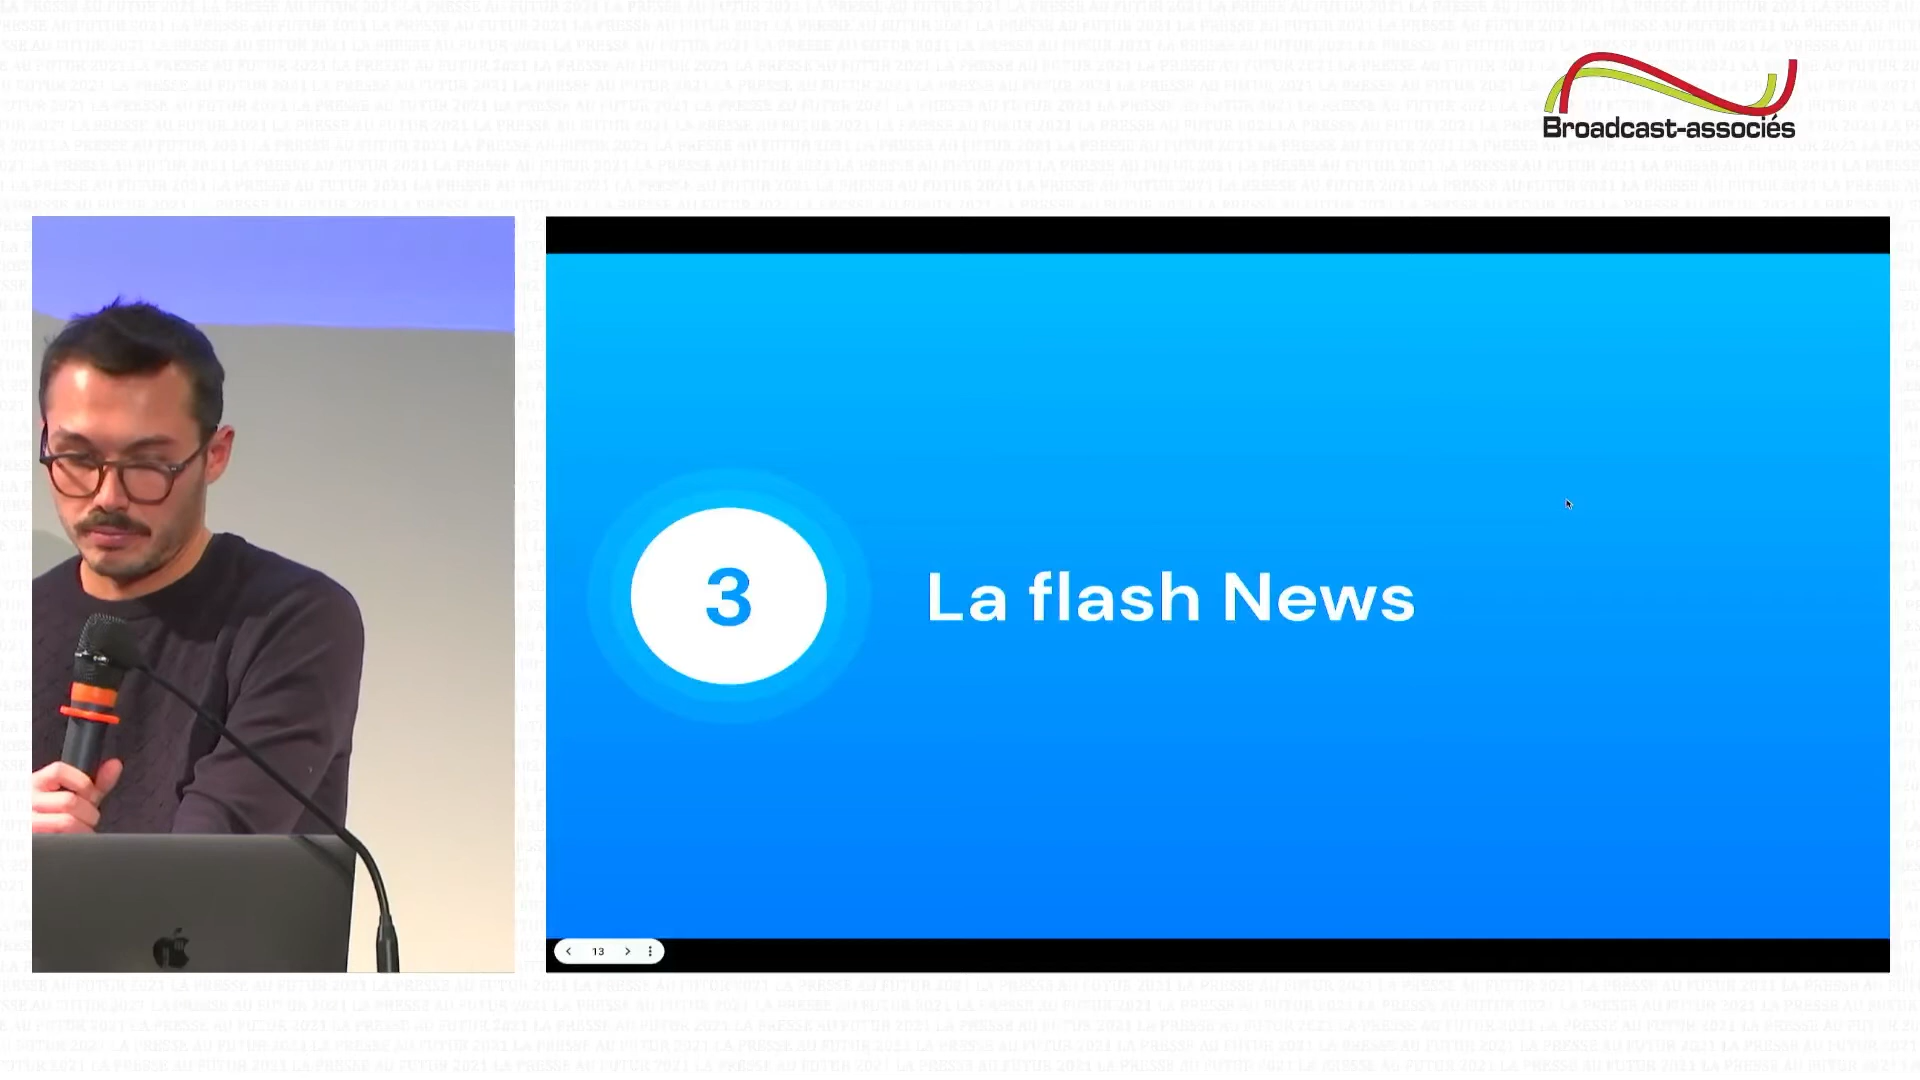 Broadcast-associés
3
La flash News
13
LA PRESSE AU FUTUR 2021